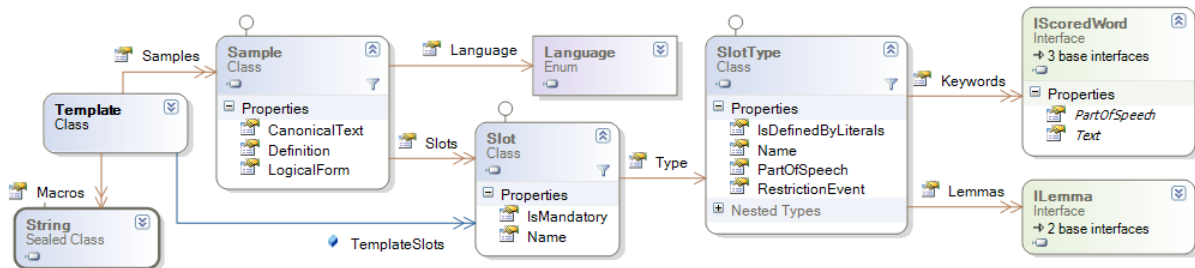 Samples
Template
Class
Macros
String
Sealed Class
Sample
Class
Properties
CanonicalText
Definition
LogicalForm
Language
Slots
TemplateSlots
Language
Enum
Slot
Class
Properties
IsMandatory
Name
Type
SlotType
Class
Properties
IsDefinedByLiterals
Name
PartOfSpeech
RestrictionEvent
Nested Types
Keywords
Lemmas
IScoredWord
Interface
3 base interfaces
Properties
PartOfSpeech
Text
ILemma
Interface
2 base interfaces